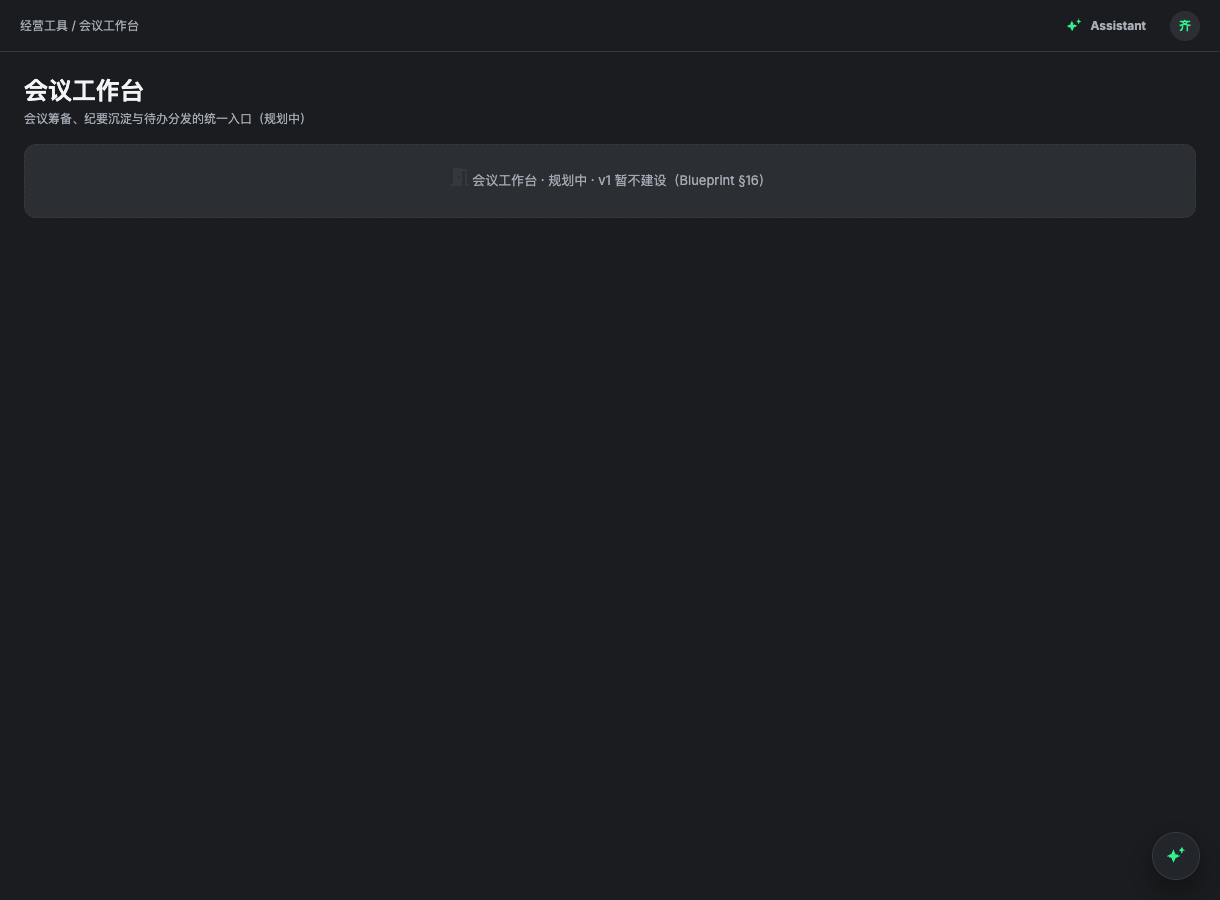 经营工具 / 会议工作台
Assistant
齐
会议工作台
会议筹备、纪要沉淀与待办分发的统一入口（规划中）
会议工作台 · 规划中 · v1 暂不建设（Blueprint §16）